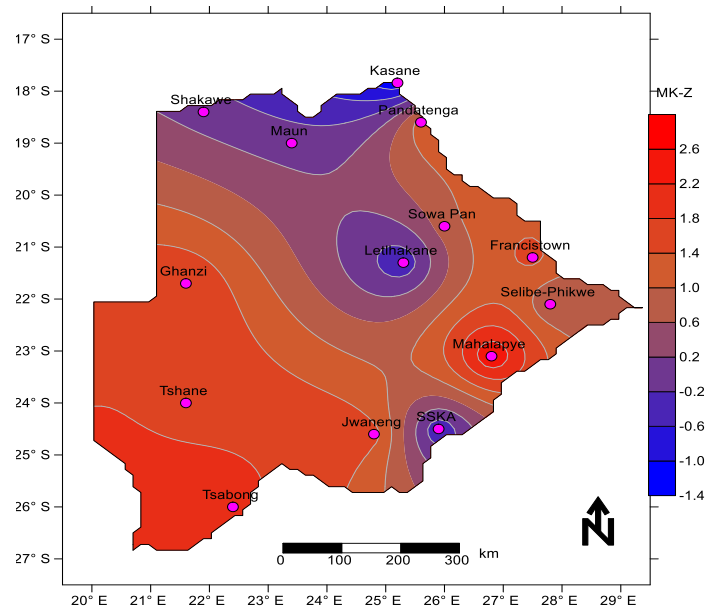 17° S
Kasane
18° S
MK-Z
Shakawe
Pandatenga
Maun
19° S
2.6
2.2
20° S
Sowa Pan
1.8
21° S
Francistown
Letlhakane
1.4
Ghanzi
1.0
22° S
Selibe-Phikwe
0.6
23° S
Mahalapye
0.2
Tshane
-0.2
24° S
Jwaneng
SSKA
-0.6
25° S
-1.0
Tsabong
-1.4
26° S
N
27° S
0 100 200 300 km
20° E 21° E 22° E 23° E 24° E 25° E 26° E 27° E 28° E 29° E